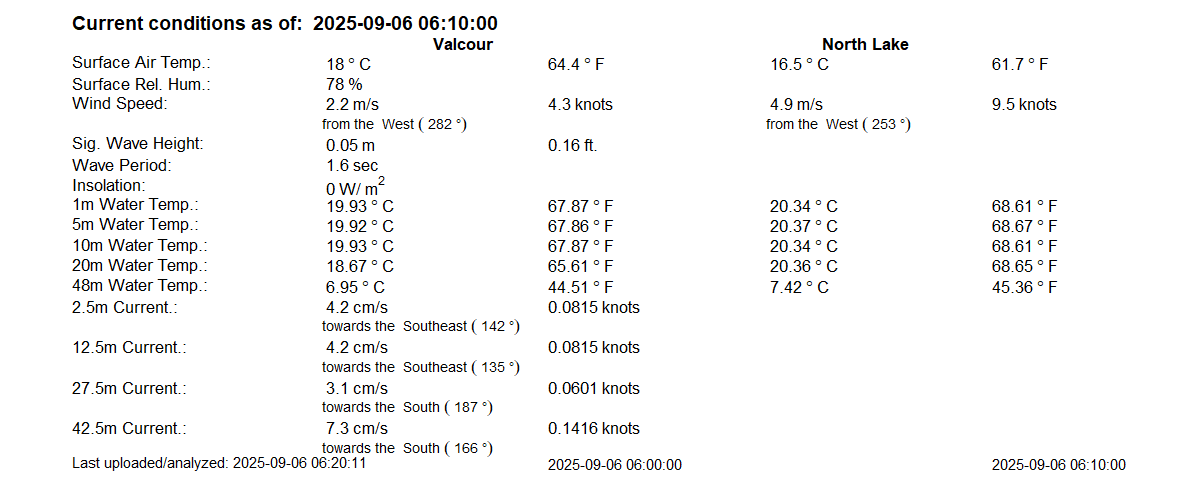 Current conditions as of: 2025-09-06 06:10:00
Valcour North Lake
Surface Air Temp.: 18 ° C 64.4 ° F 16.5 ° C 61.7 ° F
Surface Rel. Hum.: 78 %
Wind Speed: 2.2 m/s 4.3 knots 4.9 m/s 9.5 knots
from the West ( 282 °) from the West ( 253 °)
Sig. Wave Height: 0.05 m 0.16 ft.
Wave Period: 1.6 sec
Insolation: 0 W/ m2
1m Water Temp.: 19.93 ° C 67.87 ° F 20.34 ° C 68.61 ° F
5m Water Temp.: 19.92 ° C 67.86 ° F 20.37 ° C 68.67 ° F
10m Water Temp.: 19.93 ° C 67.87 ° F 20.34 ° C 68.61 ° F
20m Water Temp.: 18.67 ° C 65.61 ° F 20.36 ° C 68.65 ° F
48m Water Temp.: 6.95 ° C 44.51 ° F 7.42 ° C 45.36 ° F
2.5m Current.: 4.2 cm/s 0.0815 knots
towards the Southeast ( 142 °)
12.5m Current.: 4.2 cm/s 0.0815 knots
towards the Southeast ( 135 °)
27.5m Current.: 3.1 cm/s 0.0601 knots
towards the South ( 187 °)
42.5m Current.: 7.3 cm/s 0.1416 knots
towards the South ( 166 °)
Last uploaded/analyzed: 2025-09-06 06:20:11 2025-09-06 06:00:00 2025-09-06 06:10:00